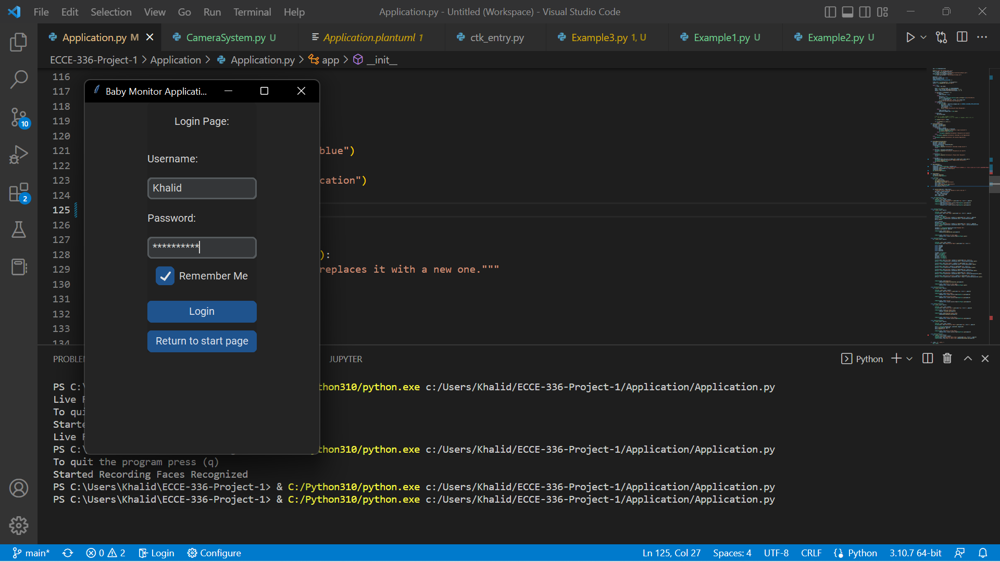 File Edit Selection View Go Run Terminal Help
Application.py - Untitled (Workspace) - Visual Studio Code
Application.py M
CameraSystem.py U
Application.plantuml 1
ctk_entry.py
Example3.py 1, U
Example1.py U
Example2.py U
ECCE-336-Project-1 > Application > Application.py > app > __init__
116
117
118
119
120
121 blue")
122
123 cation")
124
125
126
127
128 ):
129 replaces it with a new one."""
130
131
132
133
134
10
2
Baby Monitor Applicati...
Login Page:
Username:
Khalid
Password:
**********
Remember Me
Login
Return to start page
PROBLE
JUPYTER
Python
PS C:\ thon310/python.exe c:/Users/Khalid/ECCE-336-Project-1/Application/Application.py
Live F
To qui
Starte
Live F
PS C:\ thon310/python.exe c:/Users/Khalid/ECCE-336-Project-1/Application/Application.py
To quit the program press (q)
Started Recording Faces Recognized
PS C:\Users\Khalid\ECCE-336-Project-1> & C:/Python310/python.exe c:/Users/Khalid/ECCE-336-Project-1/Application/Application.py
PS C:\Users\Khalid\ECCE-336-Project-1> & C:/Python310/python.exe c:/Users/Khalid/ECCE-336-Project-1/Application/Application.py
main* 0 2 Login Configure
Ln 125, Col 27 Spaces: 4 UTF-8 CRLF Python 3.10.7 64-bit